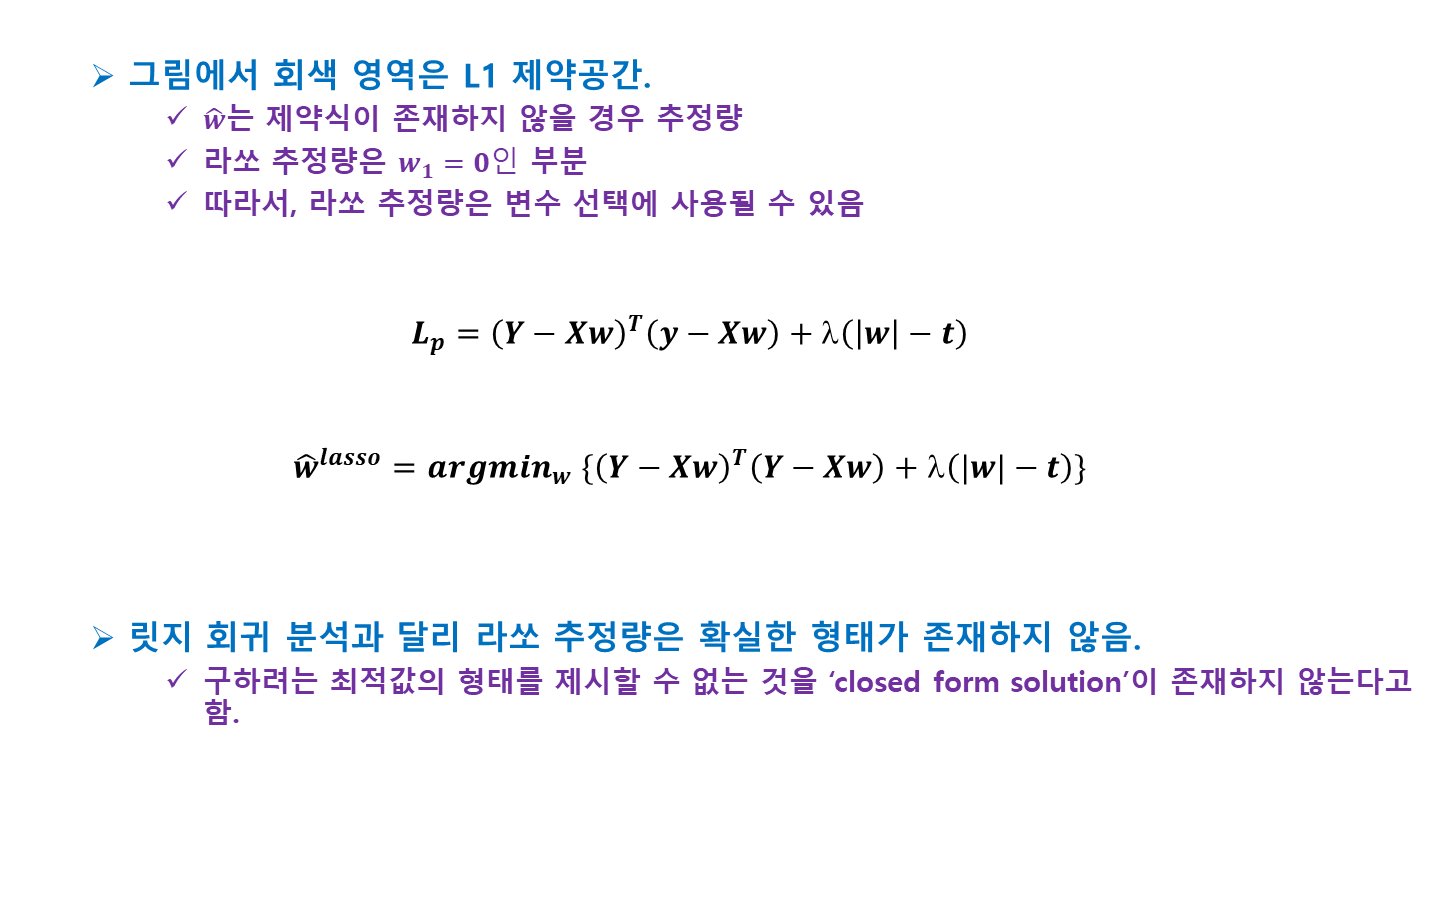 ➢ 그림에서 회색 영역은 L1 제약공간.
✓ ŵ는 제약식이 존재하지 않을 경우 추정량
✓ 라쏘 추정량은 w₁ = 0인 부분
✓ 따라서, 라쏘 추정량은 변수 선택에 사용될 수 있음
Lₚ = (Y − Xw)ᵀ(y − Xw) + λ(|w| − t)
ŵˡᵃˢˢᵒ = argmin_w {(Y − Xw)ᵀ(Y − Xw) + λ(|w| − t)}
➢ 릿지 회귀 분석과 달리 라쏘 추정량은 확실한 형태가 존재하지 않음.
✓ 구하려는 최적값의 형태를 제시할 수 없는 것을 ‘closed form solution’이 존재하지 않는다고
함.